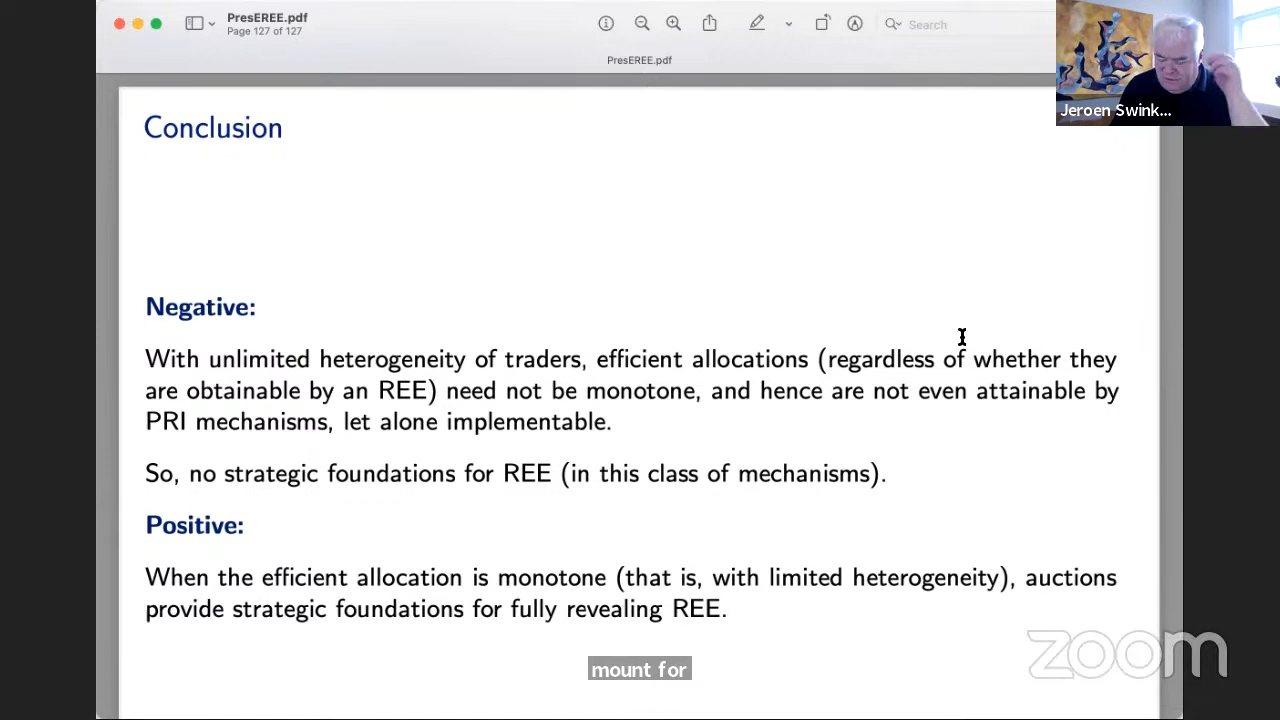 PresEREE.pdf
Page 127 of 127
Search
PresEREE.pdf
Jeroen Swink...
Conclusion
Negative:
With unlimited heterogeneity of traders, efficient allocations (regardless of whether they
are obtainable by an REE) need not be monotone, and hence are not even attainable by
PRI mechanisms, let alone implementable.
So, no strategic foundations for REE (in this class of mechanisms).
Positive:
When the efficient allocation is monotone (that is, with limited heterogeneity), auctions
provide strategic foundations for fully revealing REE.
zoom
mount for